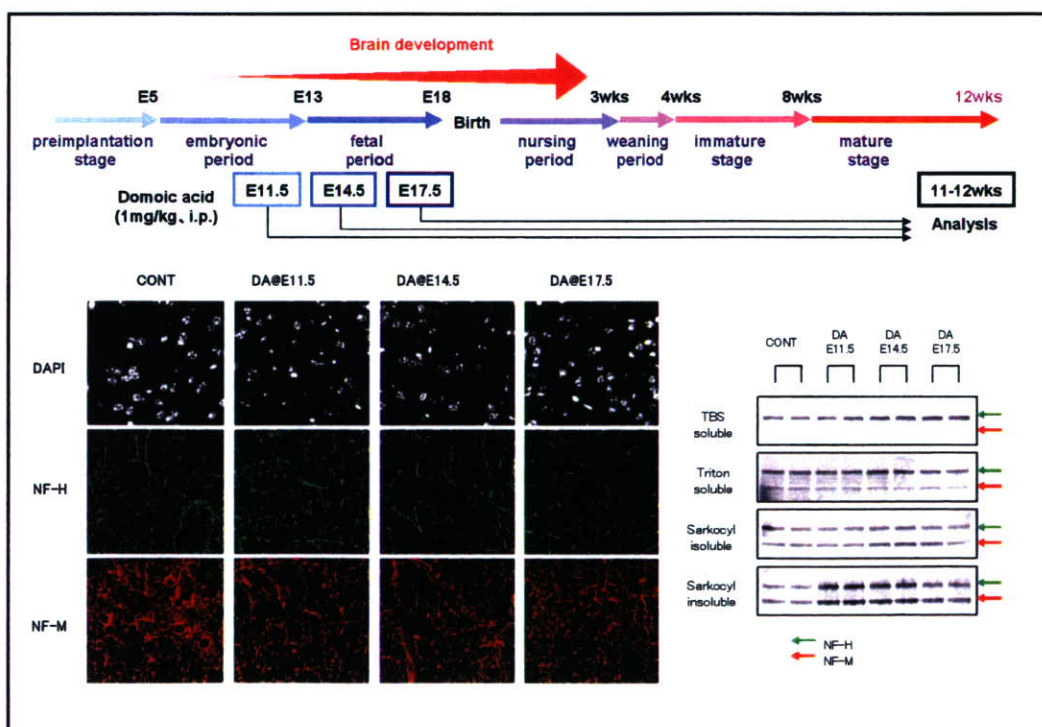 Brain development
E5
E13
E18
3wks
4wks
8wks
12wks
Birth
preimplantation
stage
embryonic
period
fetal
period
nursing
period
weaning
period
immature
stage
mature
stage
Domoic acid
(1mg/kg、i.p.)
E11.5
E14.5
E17.5
11-12wks
Analysis
CONT
DA@E11.5
DA@E14.5
DA@E17.5
DAPI
NF-H
NF-M
CONT
DA
E11.5
DA
E14.5
DA
E17.5
TBS
soluble
Triton
soluble
Sarkocyl
isoluble
Sarkocyl
insoluble
NF-H
NF-M